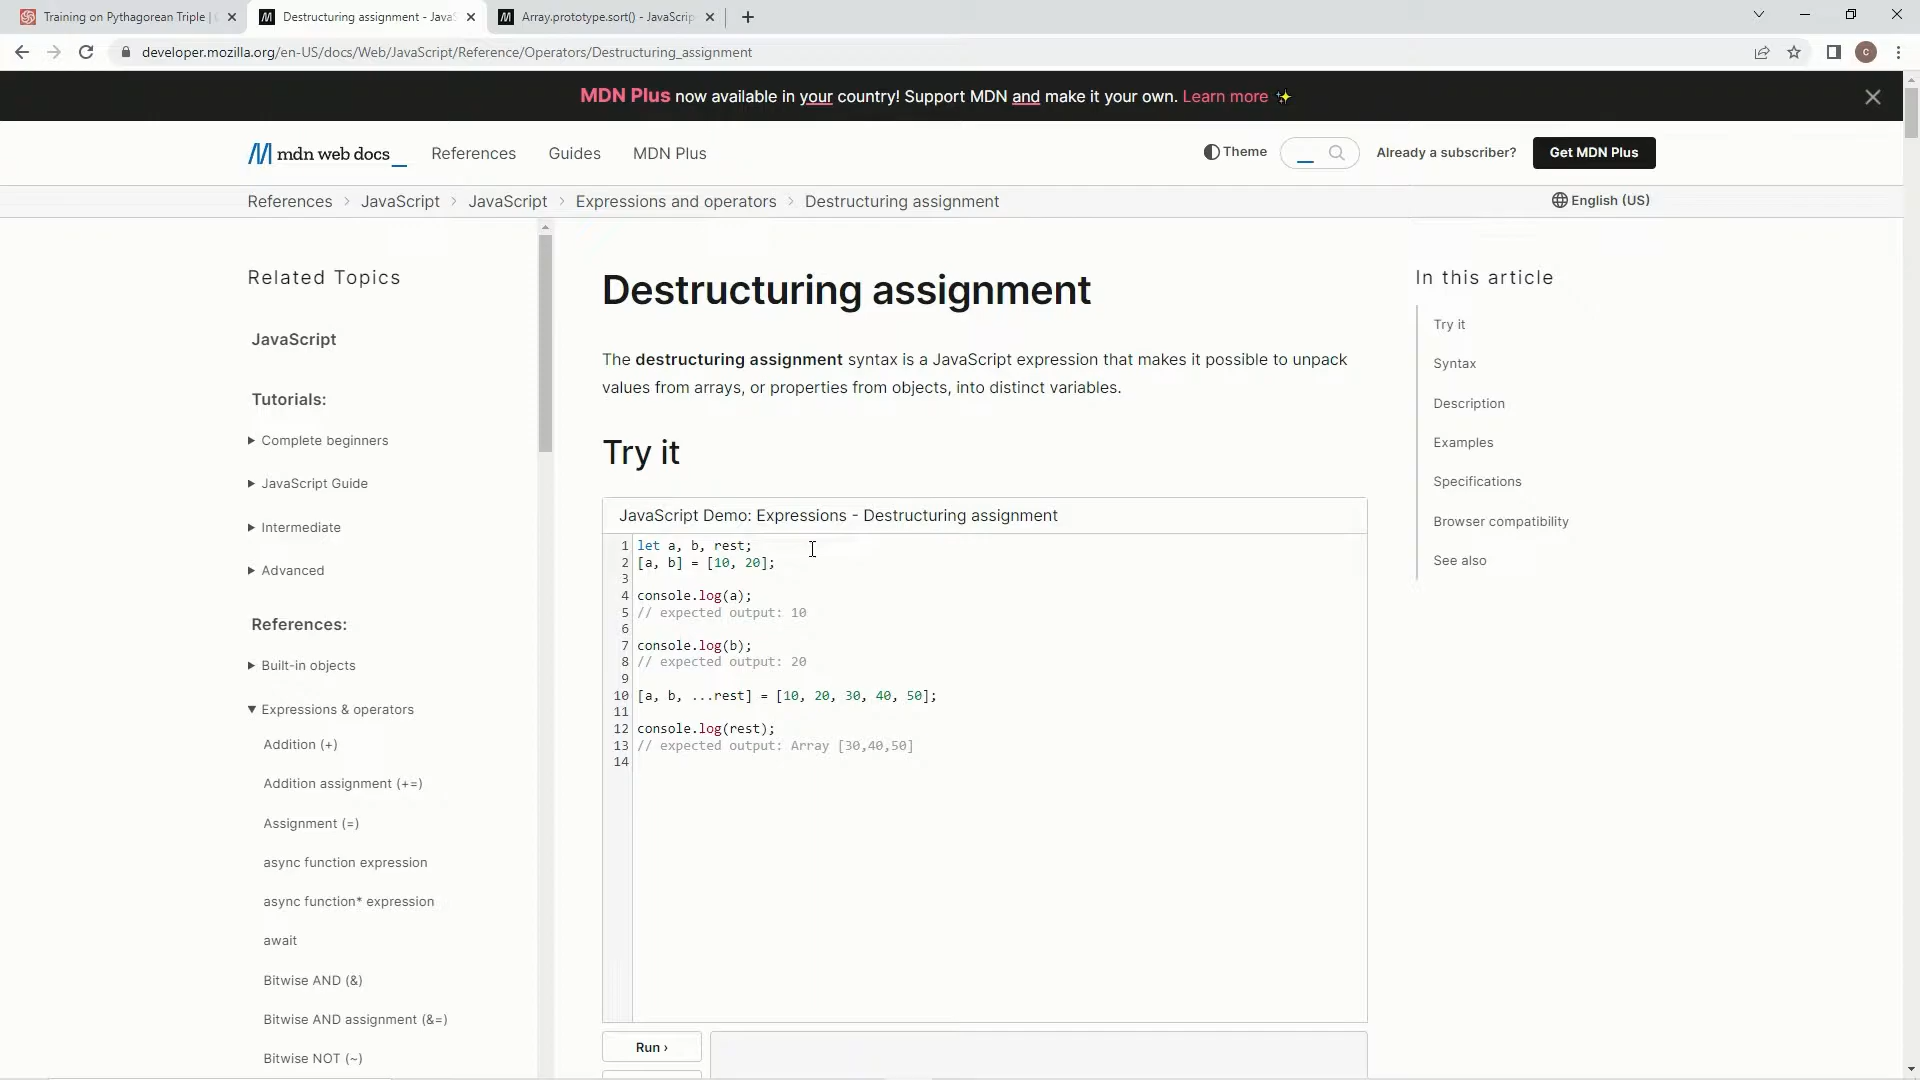 Training on Pythagorean Triple |
Destructuring assignment - JavaS
Array.prototype.sort() - JavaScrip
developer.mozilla.org/en-US/docs/Web/JavaScript/Reference/Operators/Destructuring_assignment
c
MDN Plus now available in your country! Support MDN and make it your own. Learn more ✨
mdn web docs_
References
Guides
MDN Plus
Theme
Already a subscriber?
Get MDN Plus
References > JavaScript > JavaScript > Expressions and operators > Destructuring assignment
English (US)
Related Topics
JavaScript
Tutorials:
Complete beginners
JavaScript Guide
Intermediate
Advanced
References:
Built-in objects
Expressions & operators
Addition (+)
Addition assignment (+=)
Assignment (=)
async function expression
async function* expression
await
Bitwise AND (&)
Bitwise AND assignment (&=)
Bitwise NOT (~)
Destructuring assignment
The destructuring assignment syntax is a JavaScript expression that makes it possible to unpack
values from arrays, or properties from objects, into distinct variables.
Try it
JavaScript Demo: Expressions - Destructuring assignment
1 let a, b, rest;
2 [a, b] = [10, 20];
3
4 console.log(a);
5 // expected output: 10
6
7 console.log(b);
8 // expected output: 20
9
10 [a, b, ...rest] = [10, 20, 30, 40, 50];
11
12 console.log(rest);
13 // expected output: Array [30,40,50]
14
Run ›
In this article
Try it
Syntax
Description
Examples
Specifications
Browser compatibility
See also